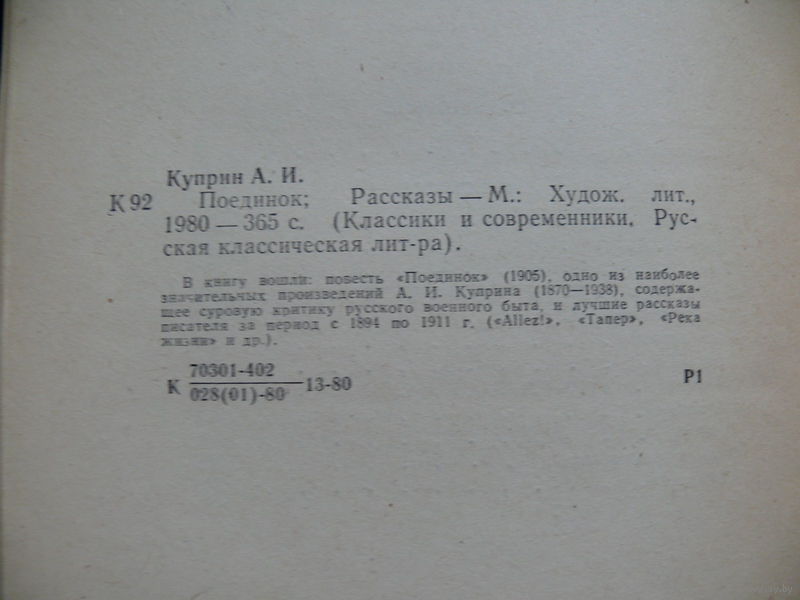 Куприн А. И.
К 92 Поединок; Рассказы — М.: Худож. лит.,
1980 — 365 с. (Классики и современники. Рус-
ская классическая лит-ра).
В книгу вошли: повесть «Поединок» (1905), одно из наиболее
значительных произведений А. И. Куприна (1870—1938), содержа-
щее суровую критику русского военного быта, и лучшие рассказы
писателя за период с 1894 по 1911 г. («Allez!», «Тапер», «Река
жизни» и др.).
70301-402
К 13-80
028(01)-80
Р1